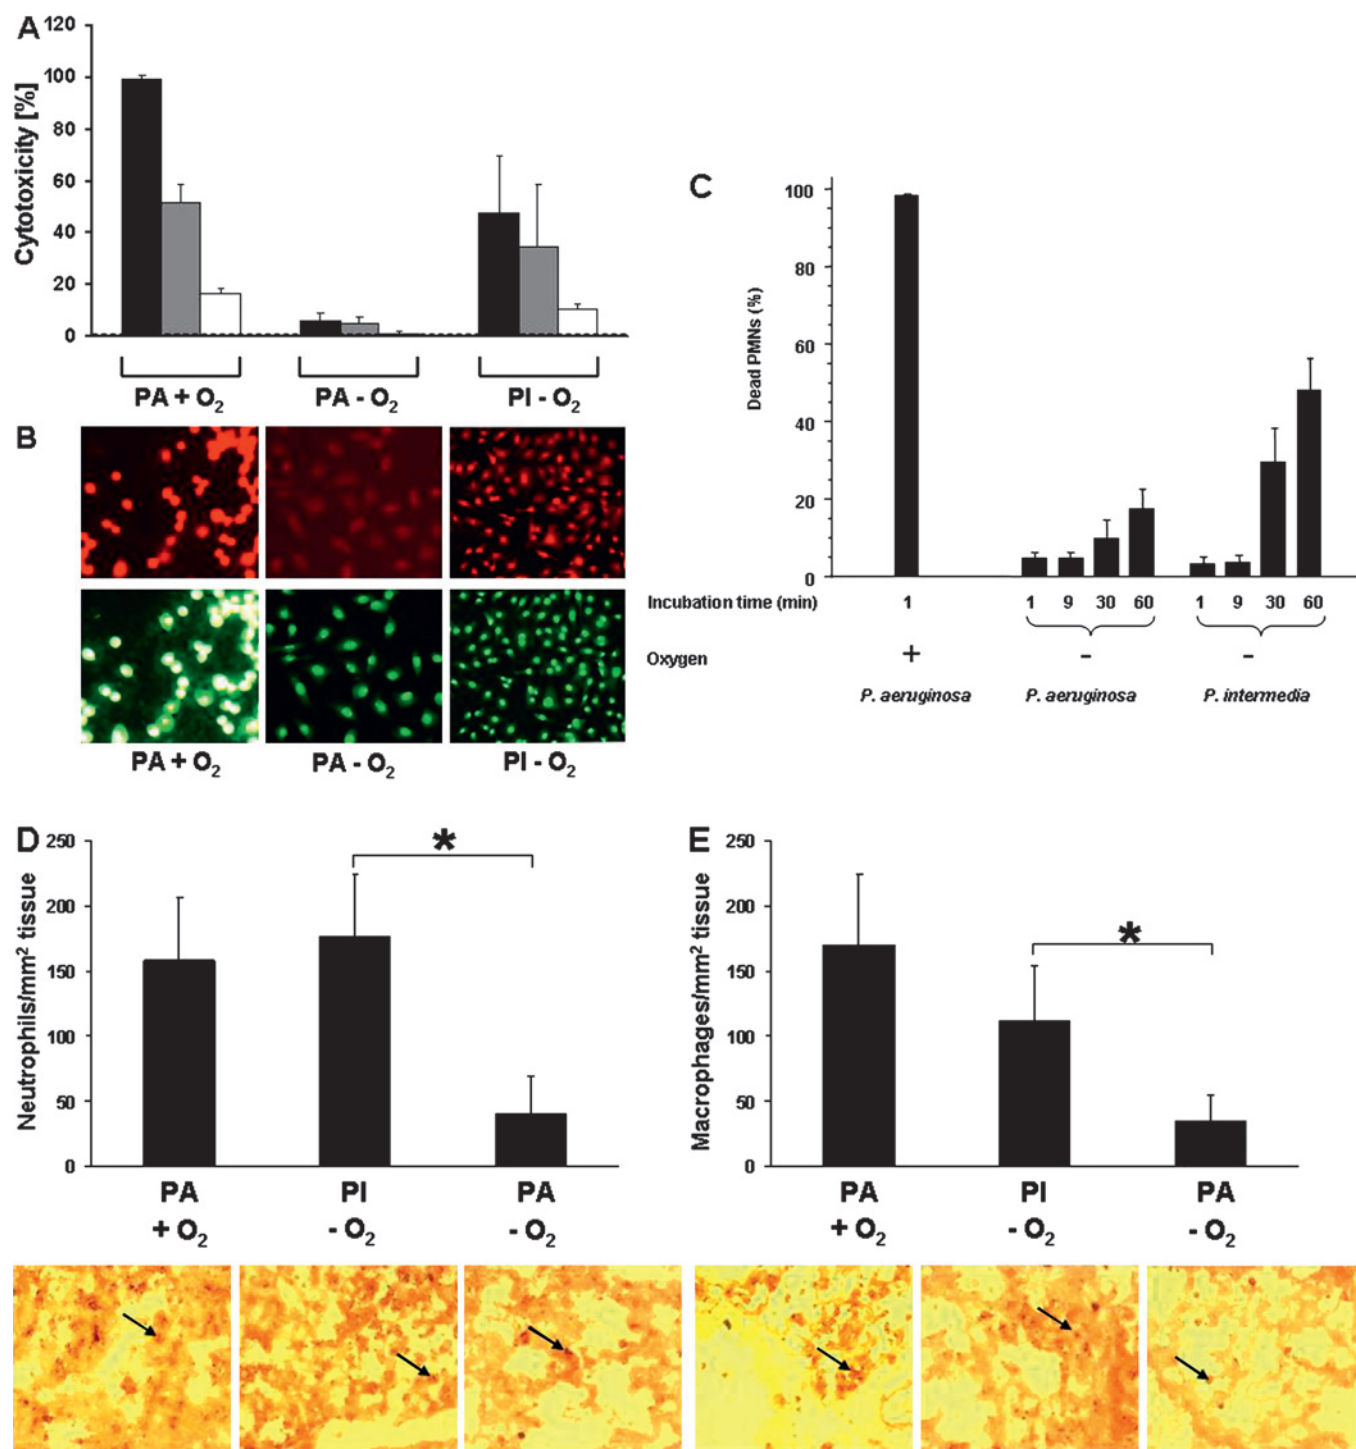 A
120
100
80
60
40
20
0
Cytotoxicity [%]
PA + O₂ PA - O₂ PI - O₂
B
PA + O₂ PA - O₂ PI - O₂
C
100
80
60
40
20
0
Dead PMNs (%)
Incubation time (min) 1 1 9 30 60 1 9 30 60
Oxygen + - -
P. aeruginosa P. aeruginosa P. intermedia
D
250
200
150
100
50
0
Neutrophils/mm² tissue
*
PA PI PA
+ O₂ - O₂ - O₂
E
250
200
150
100
50
0
Macrophages/mm² tissue
*
PA PI PA
+ O₂ - O₂ - O₂